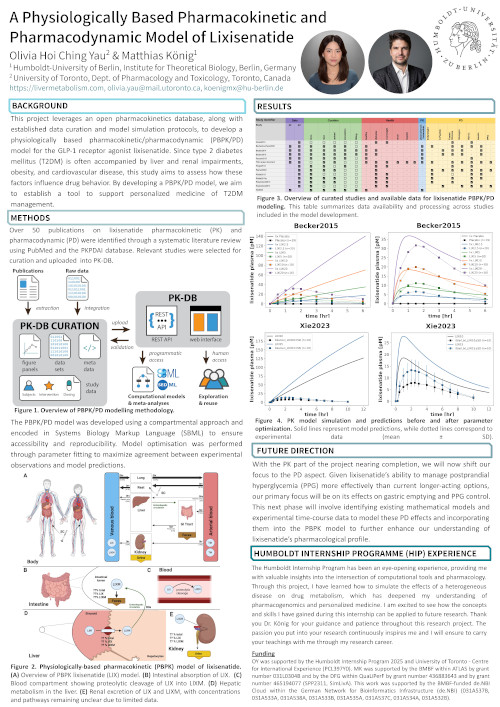 A Physiologically Based Pharmacokinetic and
Pharmacodynamic Model of Lixisenatide
Olivia Hoi Ching Yau² & Matthias König¹
¹ Humboldt-University of Berlin, Institute for Theoretical Biology, Berlin, Germany
² University of Toronto, Dept. of Pharmacology and Toxicology, Toronto, Canada
https://livermetabolism.com, olivia.yau@mail.utoronto.ca, koenigmx@hu-berlin.de
HUMBOLDT-UNIVERSITÄT
ZU BERLIN
BACKGROUND
This project leverages an open pharmacokinetics database, along with
established data curation and model simulation protocols, to develop a
physiologically based pharmacokinetic/pharmacodynamic (PBPK/PD)
model for the GLP-1 receptor agonist lixisenatide. Since type 2 diabetes
mellitus (T2DM) is often accompanied by liver and renal impairments,
obesity, and cardiovascular disease, this study aims to assess how these
factors influence drug behavior. By developing a PBPK/PD model, we aim
to establish a tool to support personalized medicine of T2DM
management.
METHODS
Over 50 publications on lixisenatide pharmacokinetic (PK) and
pharmacodynamic (PD) were identified through a systematic literature review
using PubMed and the PKPDAI database. Relevant studies were selected for
curation and uploaded into PK-DB.
Publications
Raw data
extraction
integration
PK-DB CURATION
figure
panels
data
sets
meta
data
Subjects
Intervention
Dosing
study
data
upload
validation
PK-DB
REST
API
REST API
web interface
programmatic
access
human
access
SBML
SED ML
Computational models
& meta-analyses
Exploration
& reuse
Figure 1. Overview of PBPK/PD modelling methodology.
The PBPK/PD model was developed using a compartmental approach and
encoded in Systems Biology Markup Language (SBML) to ensure
accessibility and reproducibility. Model optimisation was performed
through parameter fitting to maximize agreement between experimental
observations and model predictions.
A
Body
Venous blood
Arterial blood
Lung
Liver
GI Tract
Kidney
B
Intestine
C
Blood
D
Liver
E
Kidney
Figure 2. Physiologically-based pharmacokinetic (PBPK) model of lixisenatide.
(A) Overview of PBPK lixisenatide (LIX) model. (B) Intestinal absorption of LIX. (C)
Blood compartment showing proteolytic cleavage of LIX into LIXM. (D) Hepatic
metabolism in the liver. (E) Renal excretion of LIX and LIXM, with concentrations
and pathways remaining unclear due to limited data.
RESULTS
Figure 3. Overview of curated studies and available data for lixisenatide PBPK/PD
modeling. This table summarizes data availability and processing across studies
included in the model development.
Becker2015
Becker2015
lixisenatide plasma [pM]
lixisenatide plasma [pM]
time [hr]
time [hr]
Xie2023
Xie2023
lixisenatide plasma [pM]
lixisenatide plasma [pM]
time [hr]
time [hr]
Figure 4. PK model simulation and predictions before and after parameter
optimization. Solid lines represent model predictions, while dashed lines correspond to
experimental data (mean ± SD).
FUTURE DIRECTION
With the PK part of the project nearing completion, we will now shift our
focus to the PD aspect. Given lixisenatide's ability to manage postprandial
hyperglycemia (PPG) more effectively than current longer-acting options,
our primary focus will be on its effects on gastric emptying and PPG control.
This next phase will involve identifying existing mathematical models and
experimental time-course data to model these PD effects and incorporating
them into the PBPK model to further enhance our understanding of
lixisenatide's pharmacological profile.
HUMBOLDT INTERNSHIP PROGRAMME (HIP) EXPERIENCE
The Humboldt Internship Program has been an eye-opening experience, providing me
with valuable insights into the intersection of computational tools and pharmacology.
Through this project, I have learned how to simulate the effects of a heterogeneous
disease on drug metabolism, which has deepened my understanding of
pharmacogenomics and personalized medicine. I am excited to see how the concepts
and skills I have gained during this internship can be applied to future research. Thank
you Dr. König for your guidance and patience throughout this research project. The
passion you put into your research continuously inspires me and I will ensure to carry
your teachings with me through my research career.
Funding
OY was supported by the Humboldt Internship Program 2025 and University of Toronto - Centre
for International Experience (PCL397Y0). MK was supported by the BMBF within ATLAS by grant
number 031L0304B and by the DFG within QuaLiPerF by grant number 436883643 and by grant
number 465194077 (SPP2311, SimLivA). This work was supported by the BMBF-funded de.NBI
Cloud within the German Network for Bioinformatics Infrastructure (de.NBI) (031A537B,
031A533A, 031A538A, 031A533B, 031A535A, 031A537C, 031A534A, 031A532B).